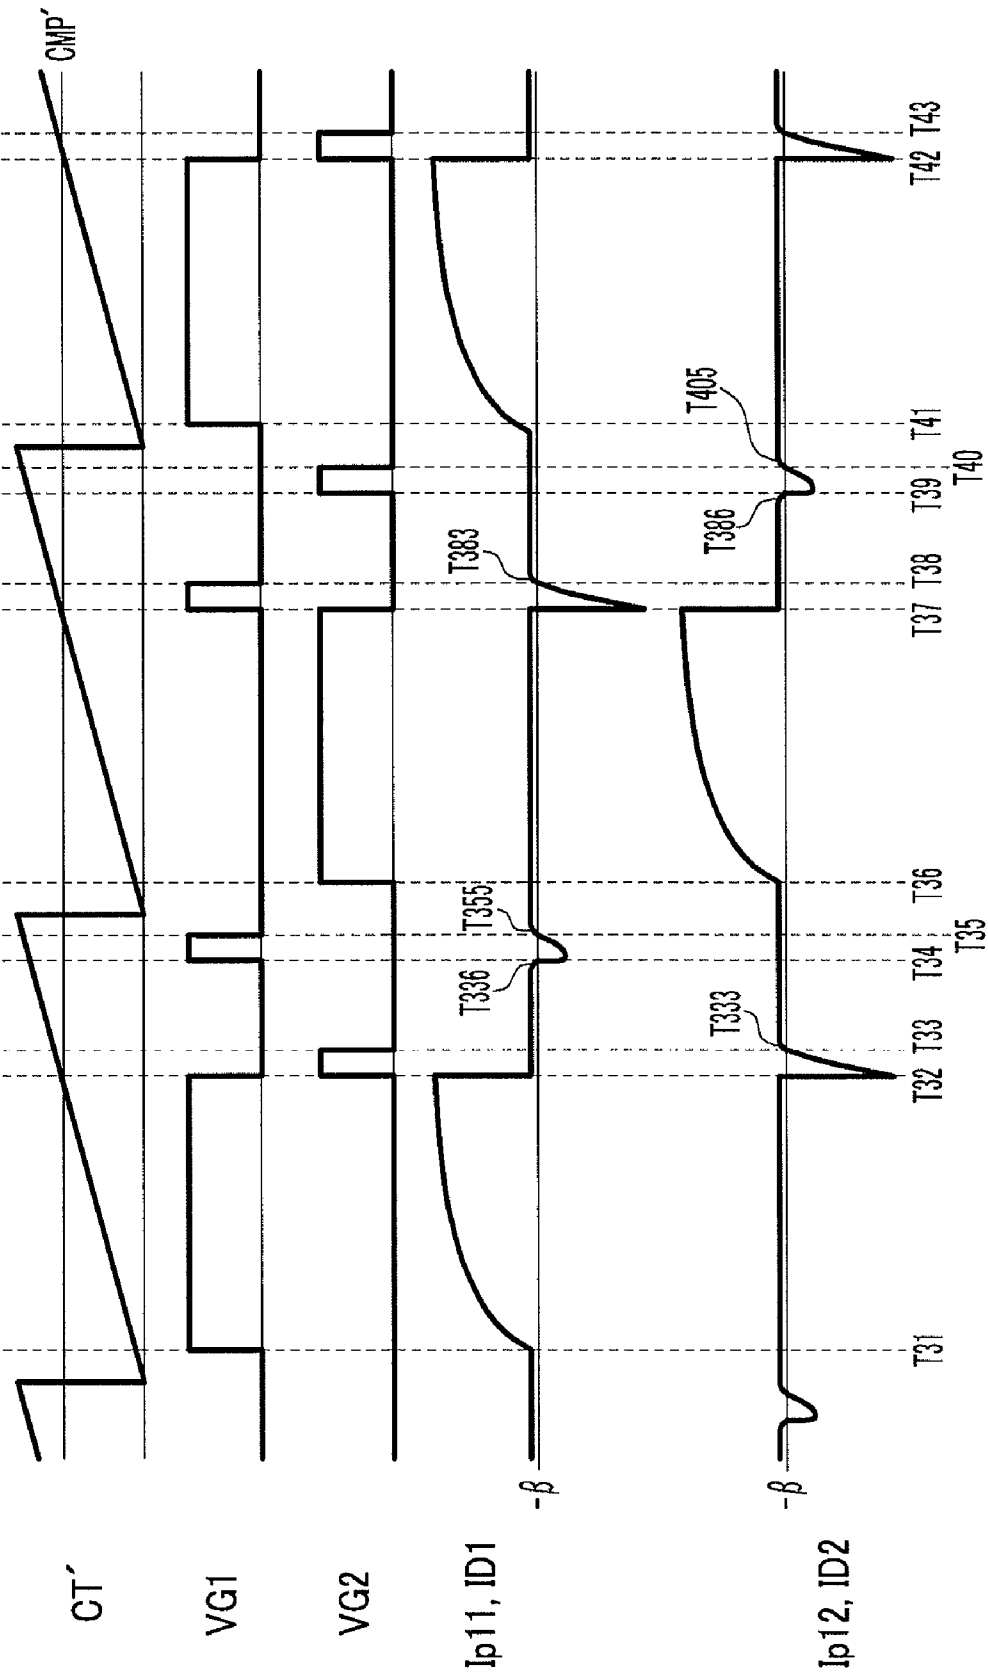 CT′
CMP′
VG1
VG2
Ip11, ID1
-β
T336
T355
T383
Ip12, ID2
-β
T333
T386
T405
T31
T32
T33
T34
T35
T36
T37
T38
T39
T40
T41
T42
T43